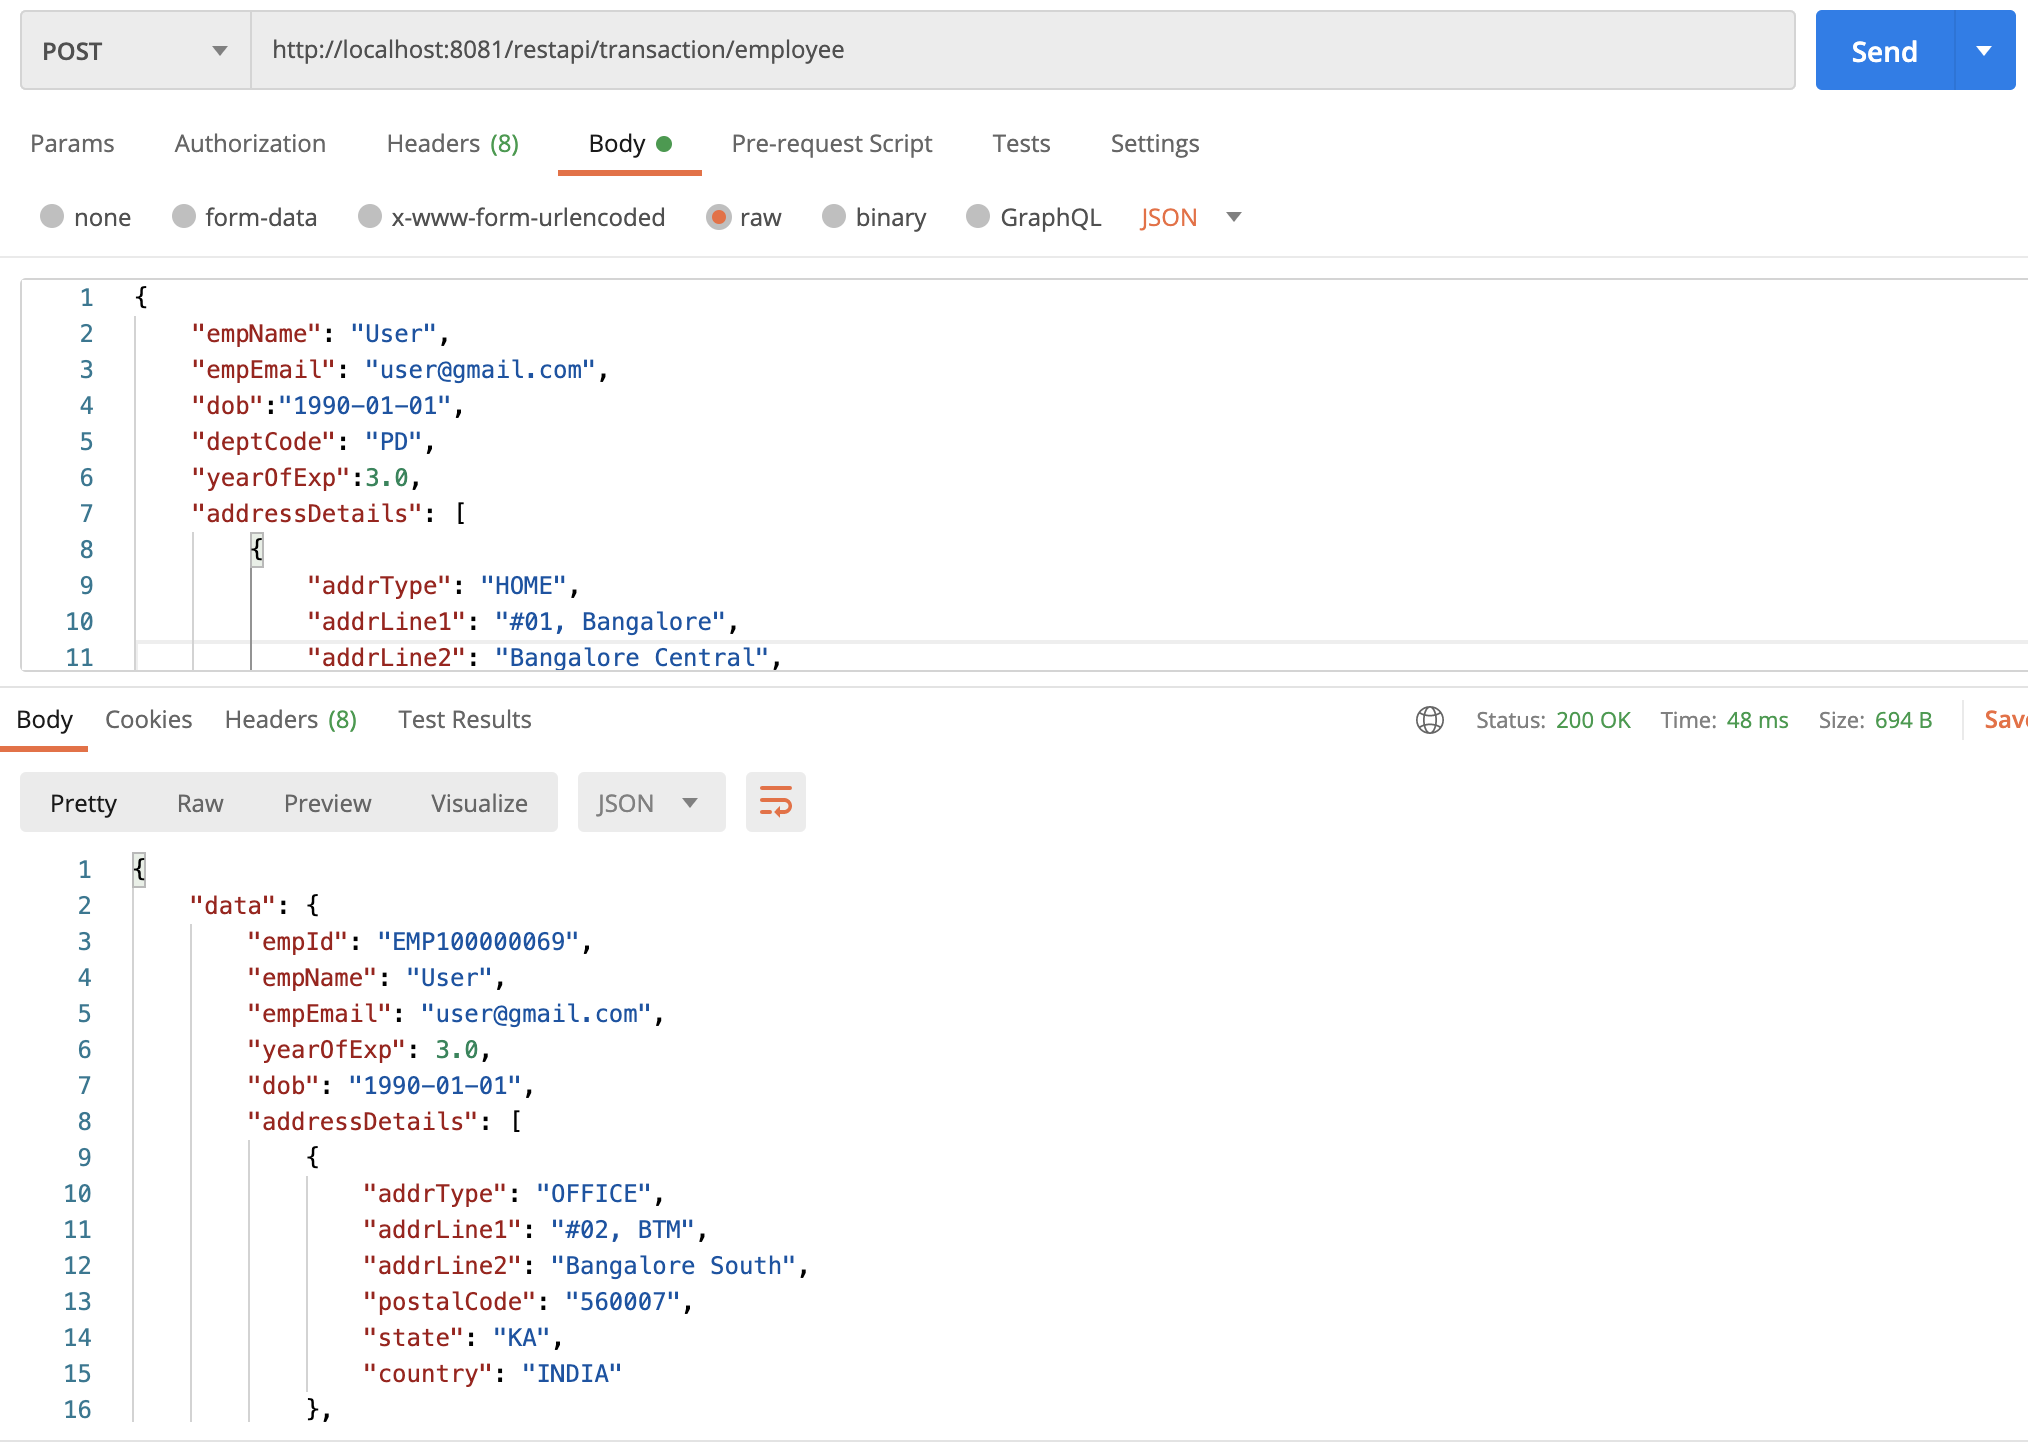 POST http://localhost:8081/restapi/transaction/employee Send
Params Authorization Headers (8) Body Pre-request Script Tests Settings
none form-data x-www-form-urlencoded raw binary GraphQL JSON
1 {
2 "empName": "User",
3 "empEmail": "user@gmail.com",
4 "dob":"1990-01-01",
5 "deptCode": "PD",
6 "yearOfExp":3.0,
7 "addressDetails": [
8 {
9 "addrType": "HOME",
10 "addrLine1": "#01, Bangalore",
11 "addrLine2": "Bangalore Central",
Body Cookies Headers (8) Test Results Status: 200 OK Time: 48 ms Size: 694 B Save
Pretty Raw Preview Visualize JSON
1 {
2 "data": {
3 "empId": "EMP100000069",
4 "empName": "User",
5 "empEmail": "user@gmail.com",
6 "yearOfExp": 3.0,
7 "dob": "1990-01-01",
8 "addressDetails": [
9 {
10 "addrType": "OFFICE",
11 "addrLine1": "#02, BTM",
12 "addrLine2": "Bangalore South",
13 "postalCode": "560007",
14 "state": "KA",
15 "country": "INDIA"
16 },